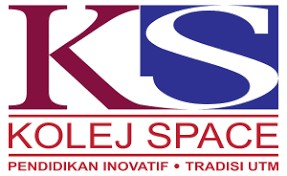 KS
KOLEJ SPACE
PENDIDIKAN INOVATIF • TRADISI UTM